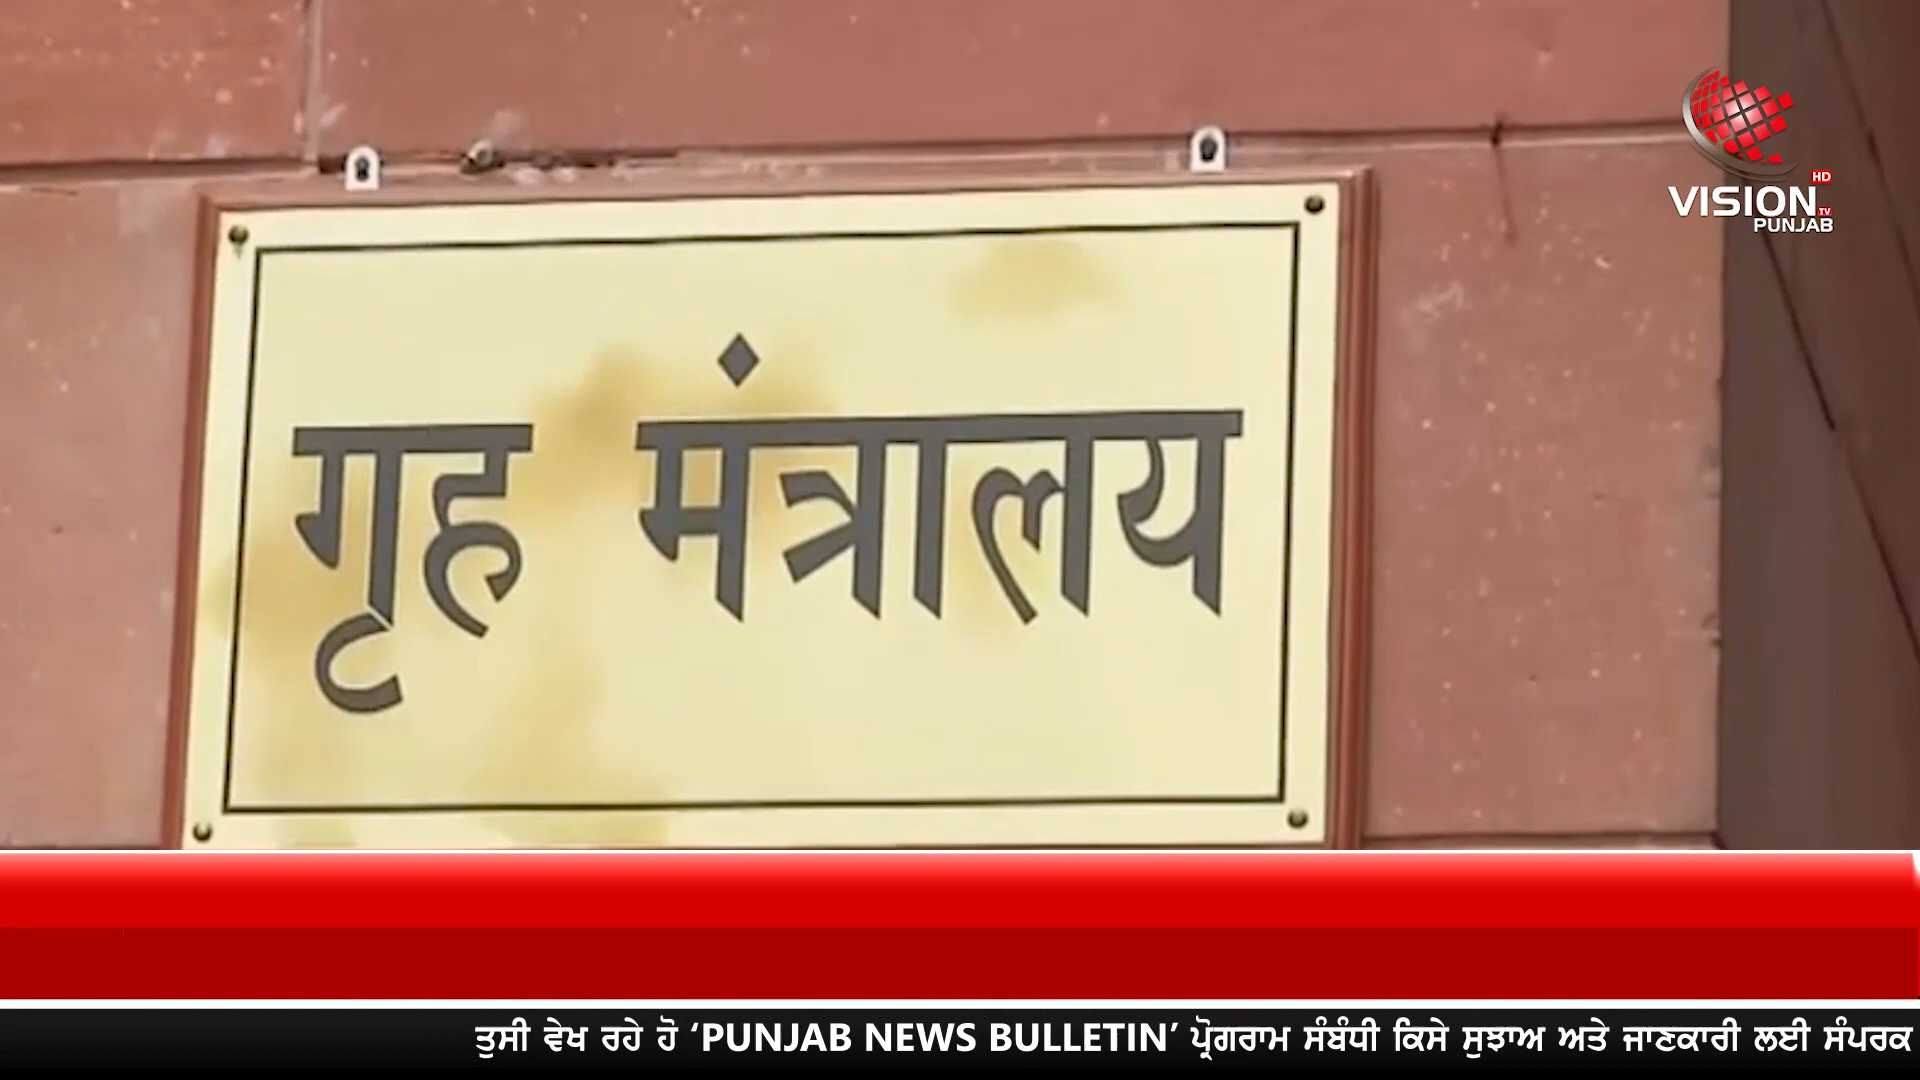 HD
VISION
TV
PUNJAB
गृह मंत्रालय
ਤੁਸੀ ਵੇਖ ਰਹੇ ਹੋ ‘PUNJAB NEWS BULLETIN’ ਪ੍ਰੋਗਰਾਮ ਸੰਬੰਧੀ ਕਿਸੇ ਸੁਝਾਅ ਅਤੇ ਜਾਣਕਾਰੀ ਲਈ ਸੰਪਰਕ